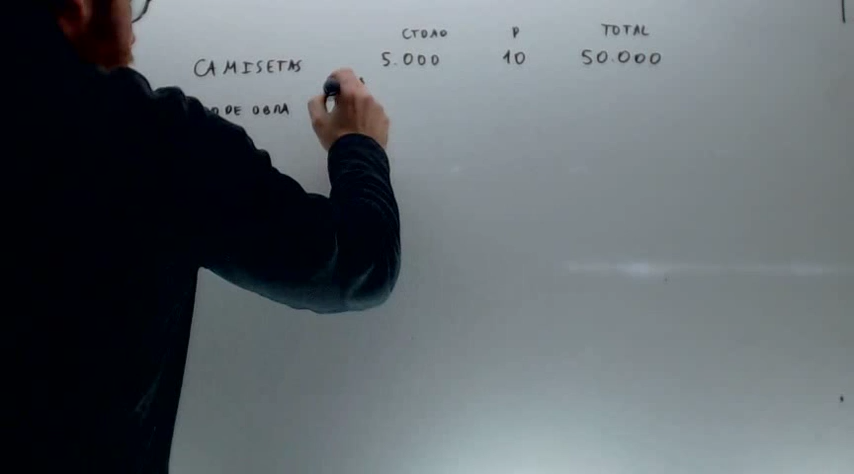 CTDAD P TOTAL
CAMISETAS 5.000 10 50.000
DE OBRA